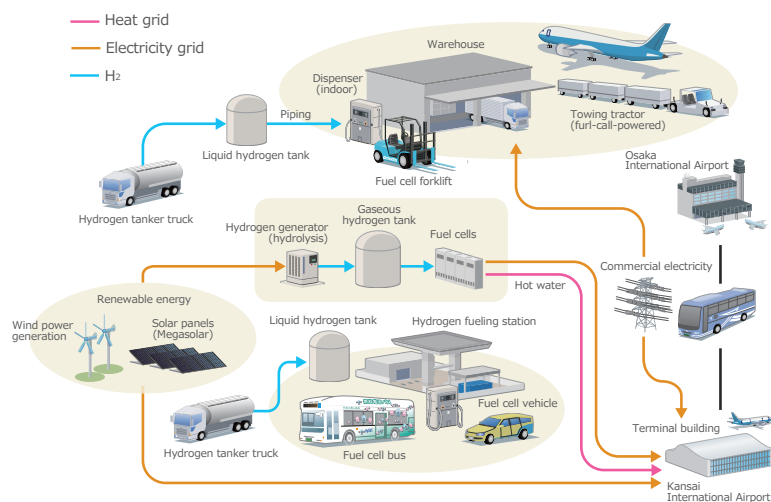 Heat grid
Electricity grid
H₂
Warehouse
Dispenser
(indoor)
Piping
Liquid hydrogen tank
Fuel cell forklift
Towing tractor
(furl-call-powered)
Hydrogen tanker truck
Osaka
International Airport
Hydrogen generator
(hydrolysis)
Gaseous
hydrogen tank
Fuel cells
Hot water
Commercial electricity
Renewable energy
Wind power
generation
Solar panels
(Megasolar)
Liquid hydrogen tank
Hydrogen fueling station
Hydrogen tanker truck
Fuel cell bus
Fuel cell vehicle
Terminal building
Kansai
International Airport